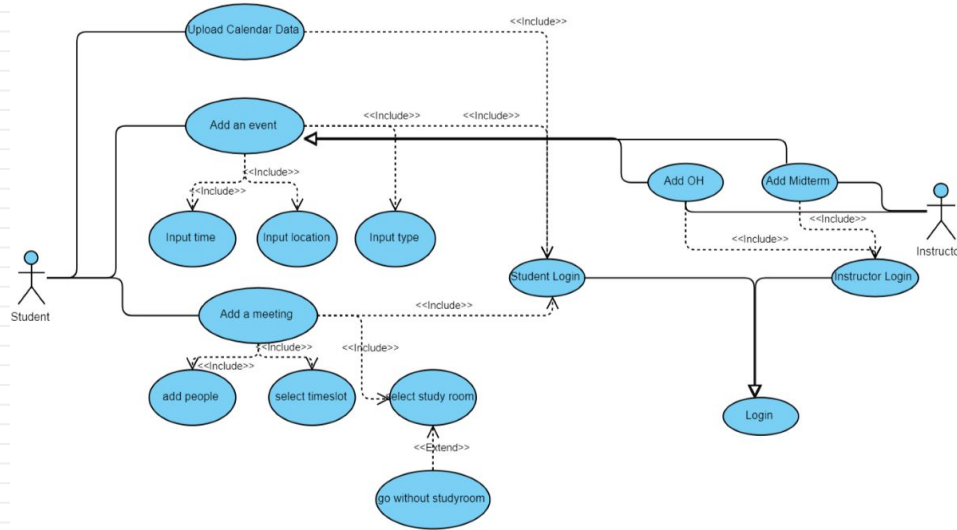 <<Include>>
Upload Calendar Data
<<Include>>
<<Include>>
Add an event
<<Include>>
<<Include>>
Add OH
Add Midterm
<<Include>>
<<Include>>
Input time
Input location
Input type
Instructo
Student Login
Instructor Login
Student
<<Include>>
Add a meeting
<<Include>>
<<Include>>
<<Include>>
add people
select timeslot
select study room
Login
<<Extend>>
go without studyroom